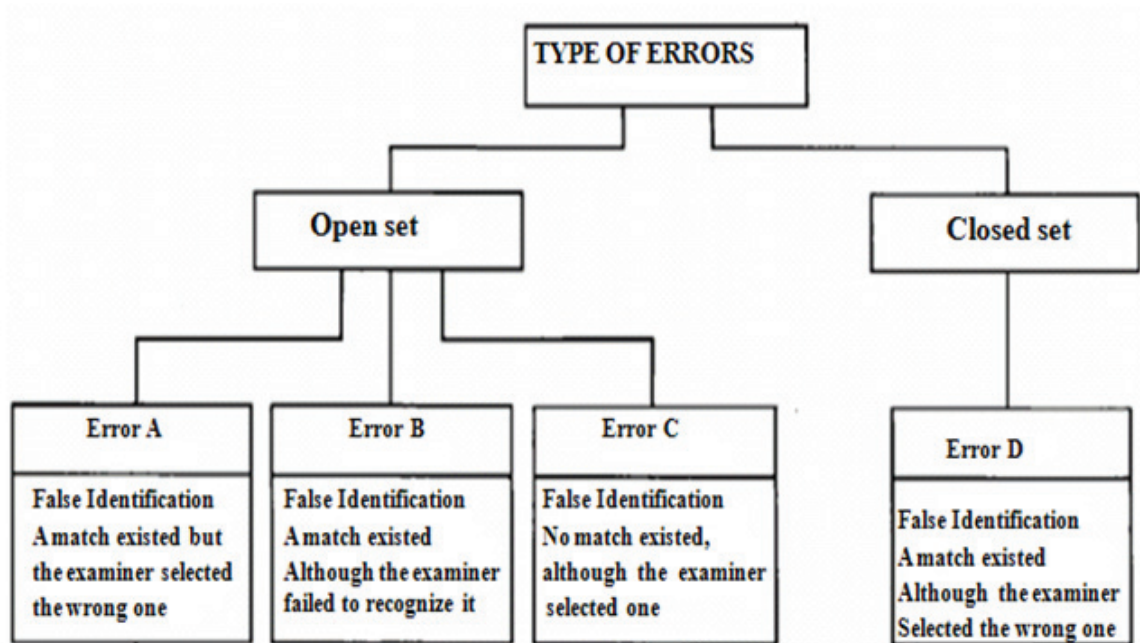 TYPE OF ERRORS
Open set
Closed set
Error A
False Identification
A match existed but
the examiner selected
the wrong one
Error B
False Identification
A match existed
Although the examiner
failed to recognize it
Error C
False Identification
No match existed,
although the examiner
selected one
Error D
False Identification
A match existed
Although the examiner
Selected the wrong one